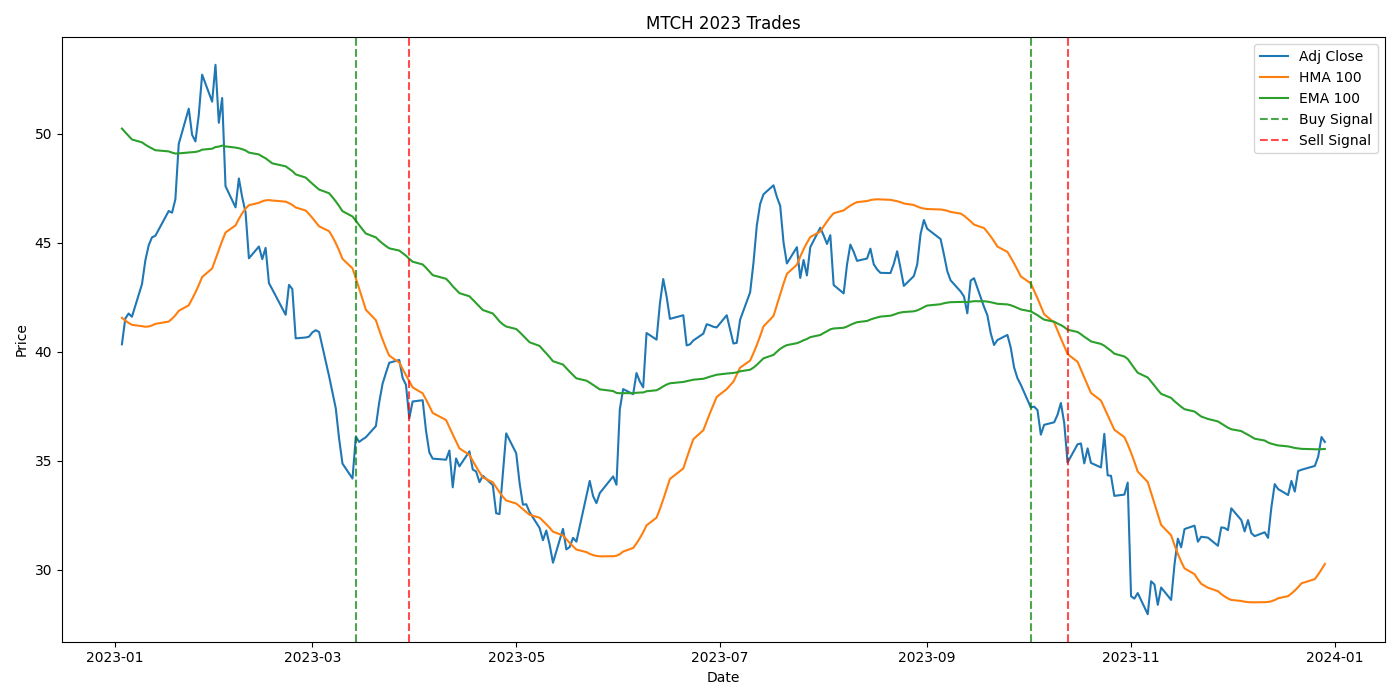 MTCH 2023 Trades
Adj Close
HMA 100
EMA 100
Buy Signal
Sell Signal
Price
50
45
40
35
30
2023-01
2023-03
2023-05
2023-07
2023-09
2023-11
2024-01
Date